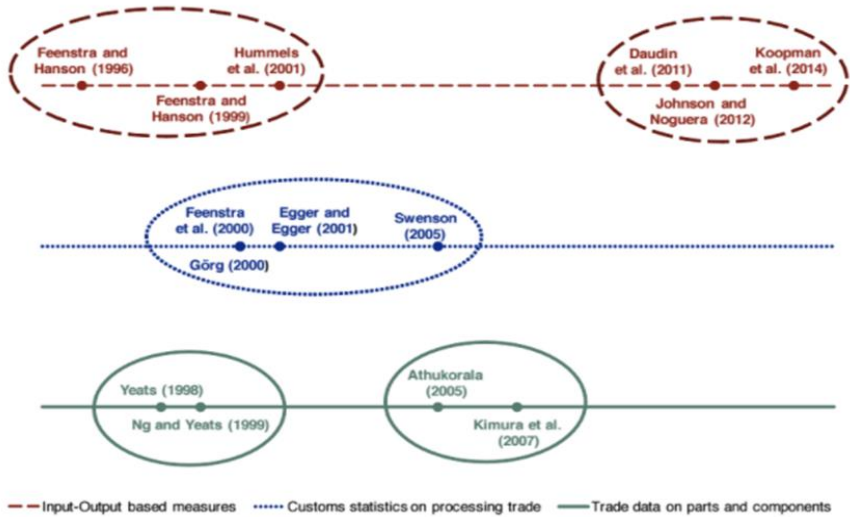 Feenstra and
Hanson (1996)
Hummels
et al. (2001)
Feenstra and
Hanson (1999)
Daudin
et al. (2011)
Koopman
et al. (2014)
Johnson and
Noguera (2012)
Feenstra
et al. (2000)
Egger and
Egger (2001)
Swenson
(2005)
Görg (2000)
Yeats (1998)
Ng and Yeats (1999)
Athukorala
(2005)
Kimura et al.
(2007)
Input-Output based measures
Customs statistics on processing trade
Trade data on parts and components